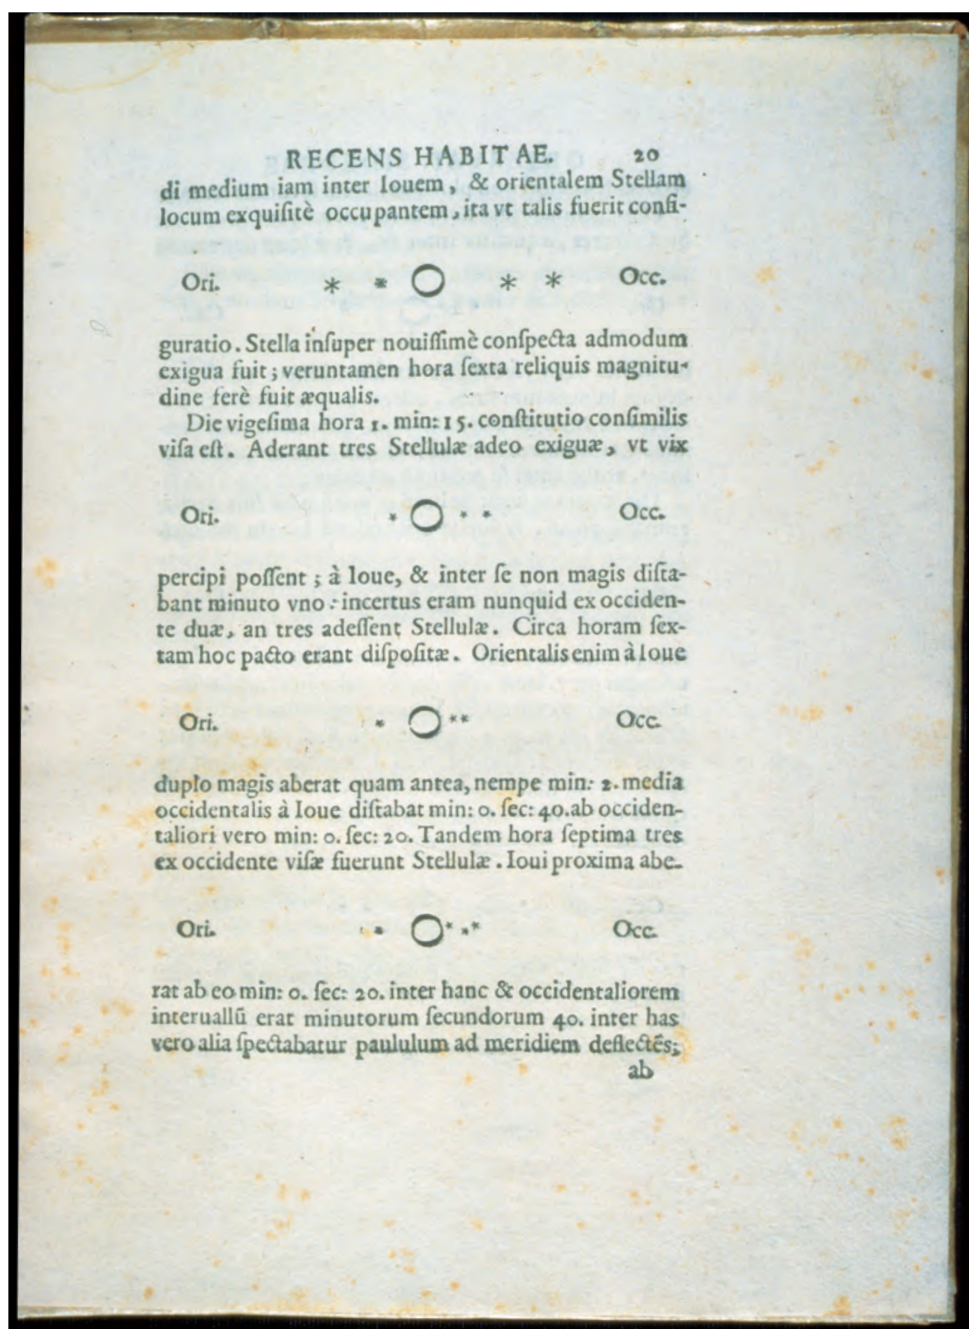 RECENS HABITAE. 20
di medium iam inter Iouem, & orientalem Stellam
locum exquiſitè occupantem, ita vt talis fuerit confi-
Ori. * * O * * Occ.
guratio. Stella inſuper nouiſſimè conſpecta admodum
exigua fuit; veruntamen hora ſexta reliquis magnitu-
dine ferè fuit æqualis.
Die vigeſima hora 1. min: 15. conſtitutio conſimilis
viſa eſt. Aderant tres Stellulæ adeo exiguæ, vt vix
Ori. * O * * Occ.
percipi poſſent; à Ioue, & inter ſe non magis diſta-
bant minuto vno: incertus eram nunquid ex occiden-
te duæ, an tres adeſſent Stellulæ. Circa horam ſex-
tam hoc pacto erant diſpoſitæ. Orientalis enim à Ioue
Ori. * O ** Occ.
duplo magis aberat quam antea, nempe min: 2. media
occidentalis à Ioue diſtabat min: 0. ſec: 40. ab occiden-
taliori vero min: 0. ſec: 20. Tandem hora ſeptima tres
ex occidente viſæ fuerunt Stellulæ. Ioui proxima abe-
Ori. * O * ** Occ.
rat ab eo min: 0. ſec: 20. inter hanc & occidentaliorem
interuallũ erat minutorum ſecundorum 40. inter has
vero alia ſpectabatur paululum ad meridiem deflectẽs;
ab